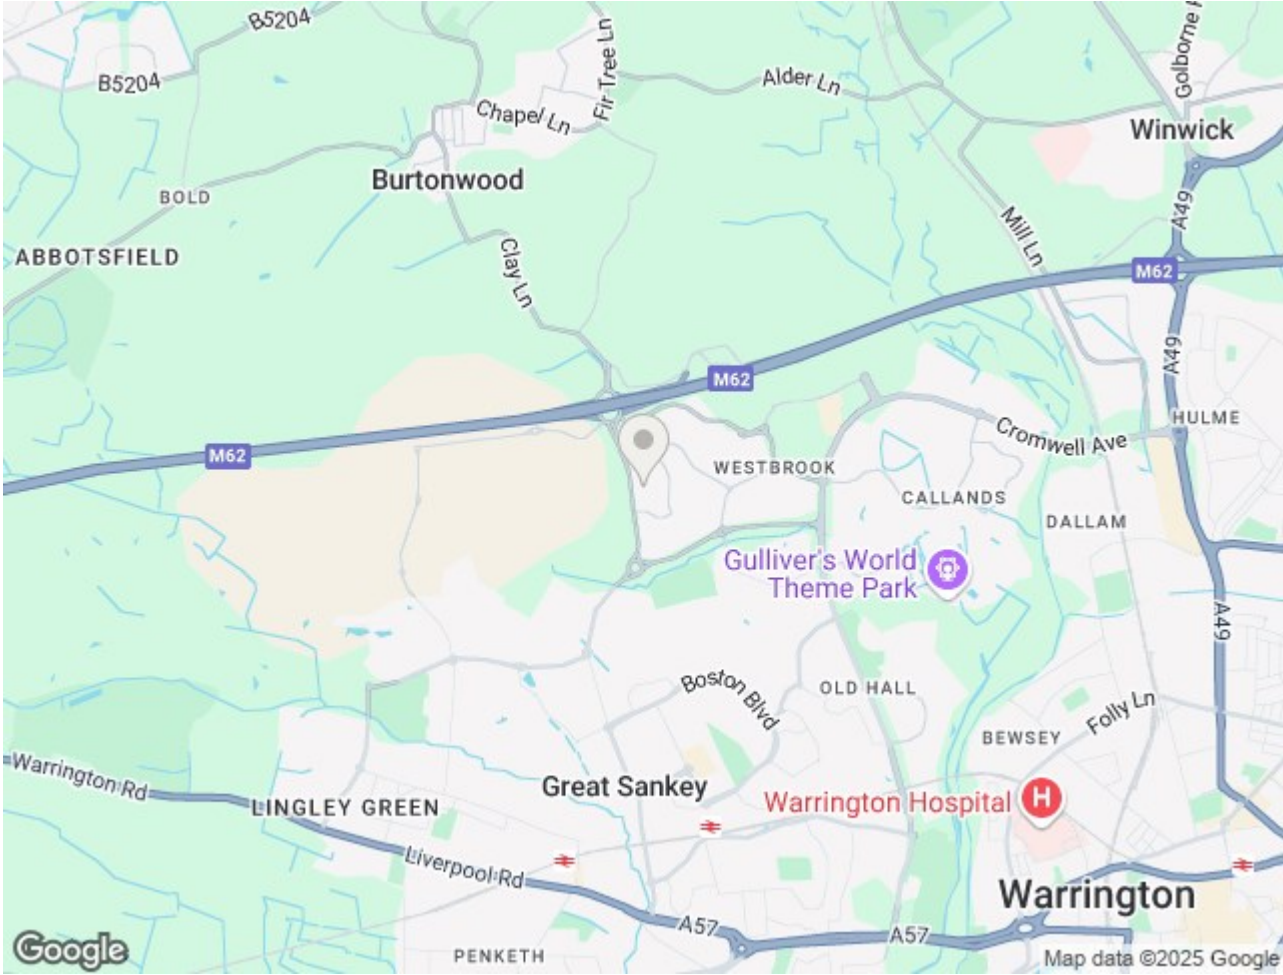 B5204
B5204
Fir Tree Ln
Alder Ln
Golborne
Chapel Ln
Winwick
Burtonwood
BOLD
A49
Mill Ln
ABBOTSFIELD
Clay Ln
M62
M62
A49
M62
HULME
Cromwell Ave
WESTBROOK
CALLANDS
DALLAM
Gulliver's World
Theme Park
A49
Boston Blvd
OLD HALL
Folly Ln
BEWSEY
Warrington Rd
Great Sankey
LINGLEY GREEN
Warrington Hospital
H
Liverpool Rd
Warrington
A57
A57
PENKETH
Google
Map data ©2025 Google